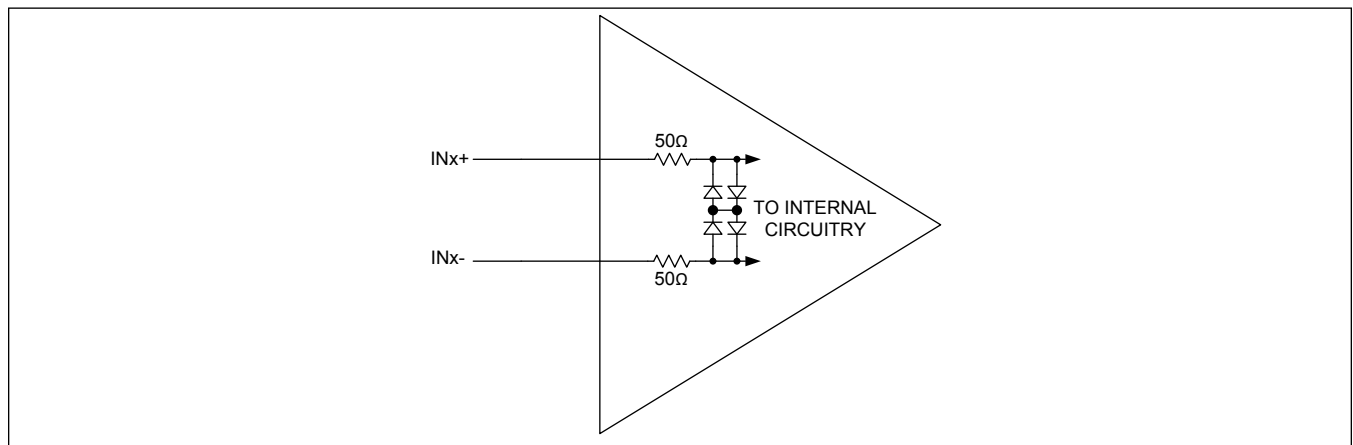 50Ω
INx+
TO INTERNAL
CIRCUITRY
INx-
50Ω